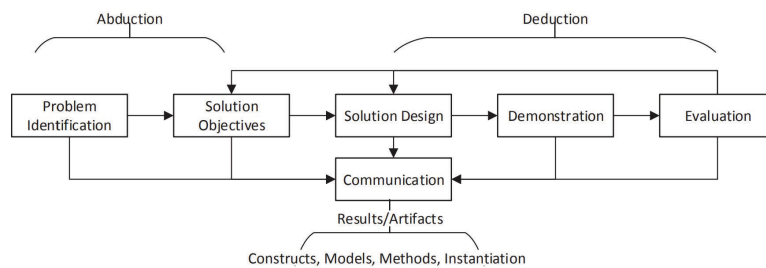 Abduction
Deduction
Problem
Identification
Solution
Objectives
Solution Design
Demonstration
Evaluation
Communication
Results/Artifacts
Constructs, Models, Methods, Instantiation